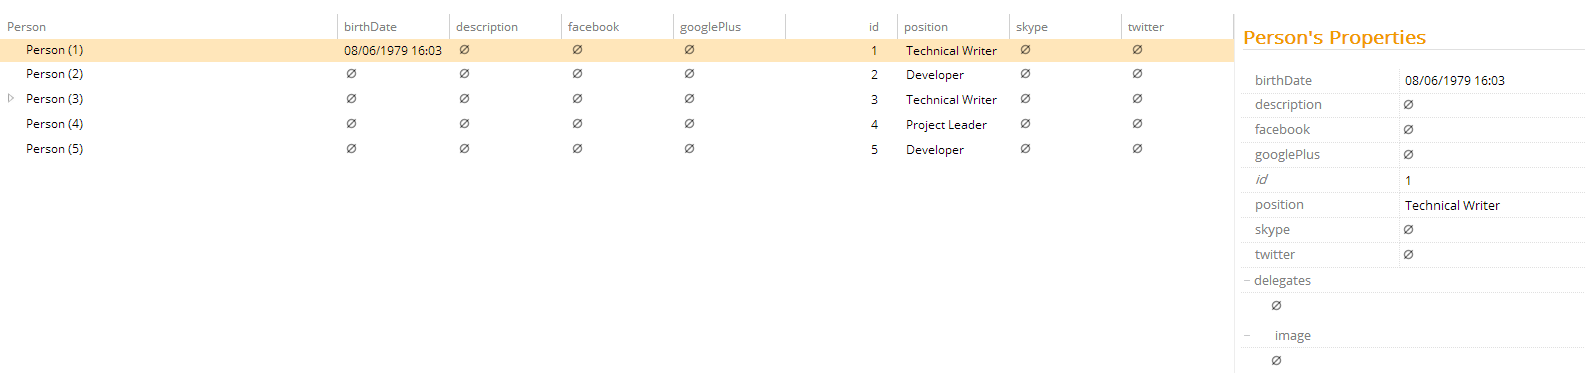 Person birthDate description facebook googlePlus id position skype twitter
Person (1) 08/06/1979 16:03 ∅ ∅ ∅ 1 Technical Writer ∅ ∅
Person (2) ∅ ∅ ∅ ∅ 2 Developer ∅ ∅
Person (3) ∅ ∅ ∅ ∅ 3 Technical Writer ∅ ∅
Person (4) ∅ ∅ ∅ ∅ 4 Project Leader ∅ ∅
Person (5) ∅ ∅ ∅ ∅ 5 Developer ∅ ∅
Person's Properties
birthDate 08/06/1979 16:03
description ∅
facebook ∅
googlePlus ∅
id 1
position Technical Writer
skype ∅
twitter ∅
delegates
∅
image
∅